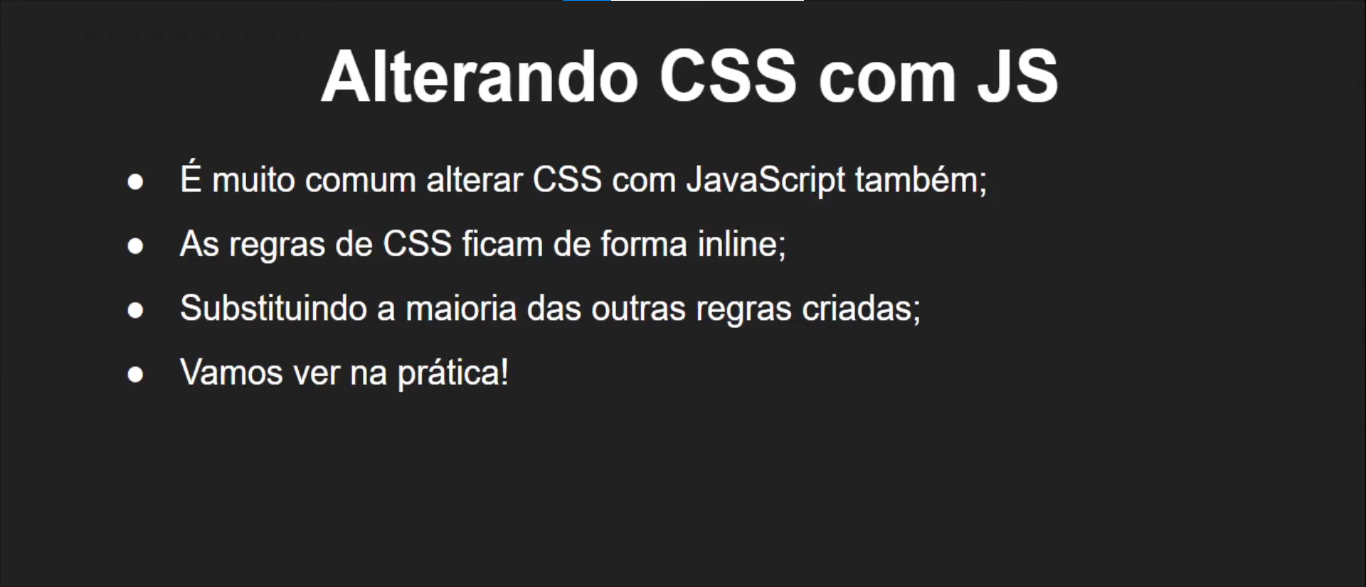 Alterando CSS com JS
● É muito comum alterar CSS com JavaScript também;
● As regras de CSS ficam de forma inline;
● Substituindo a maioria das outras regras criadas;
● Vamos ver na prática!